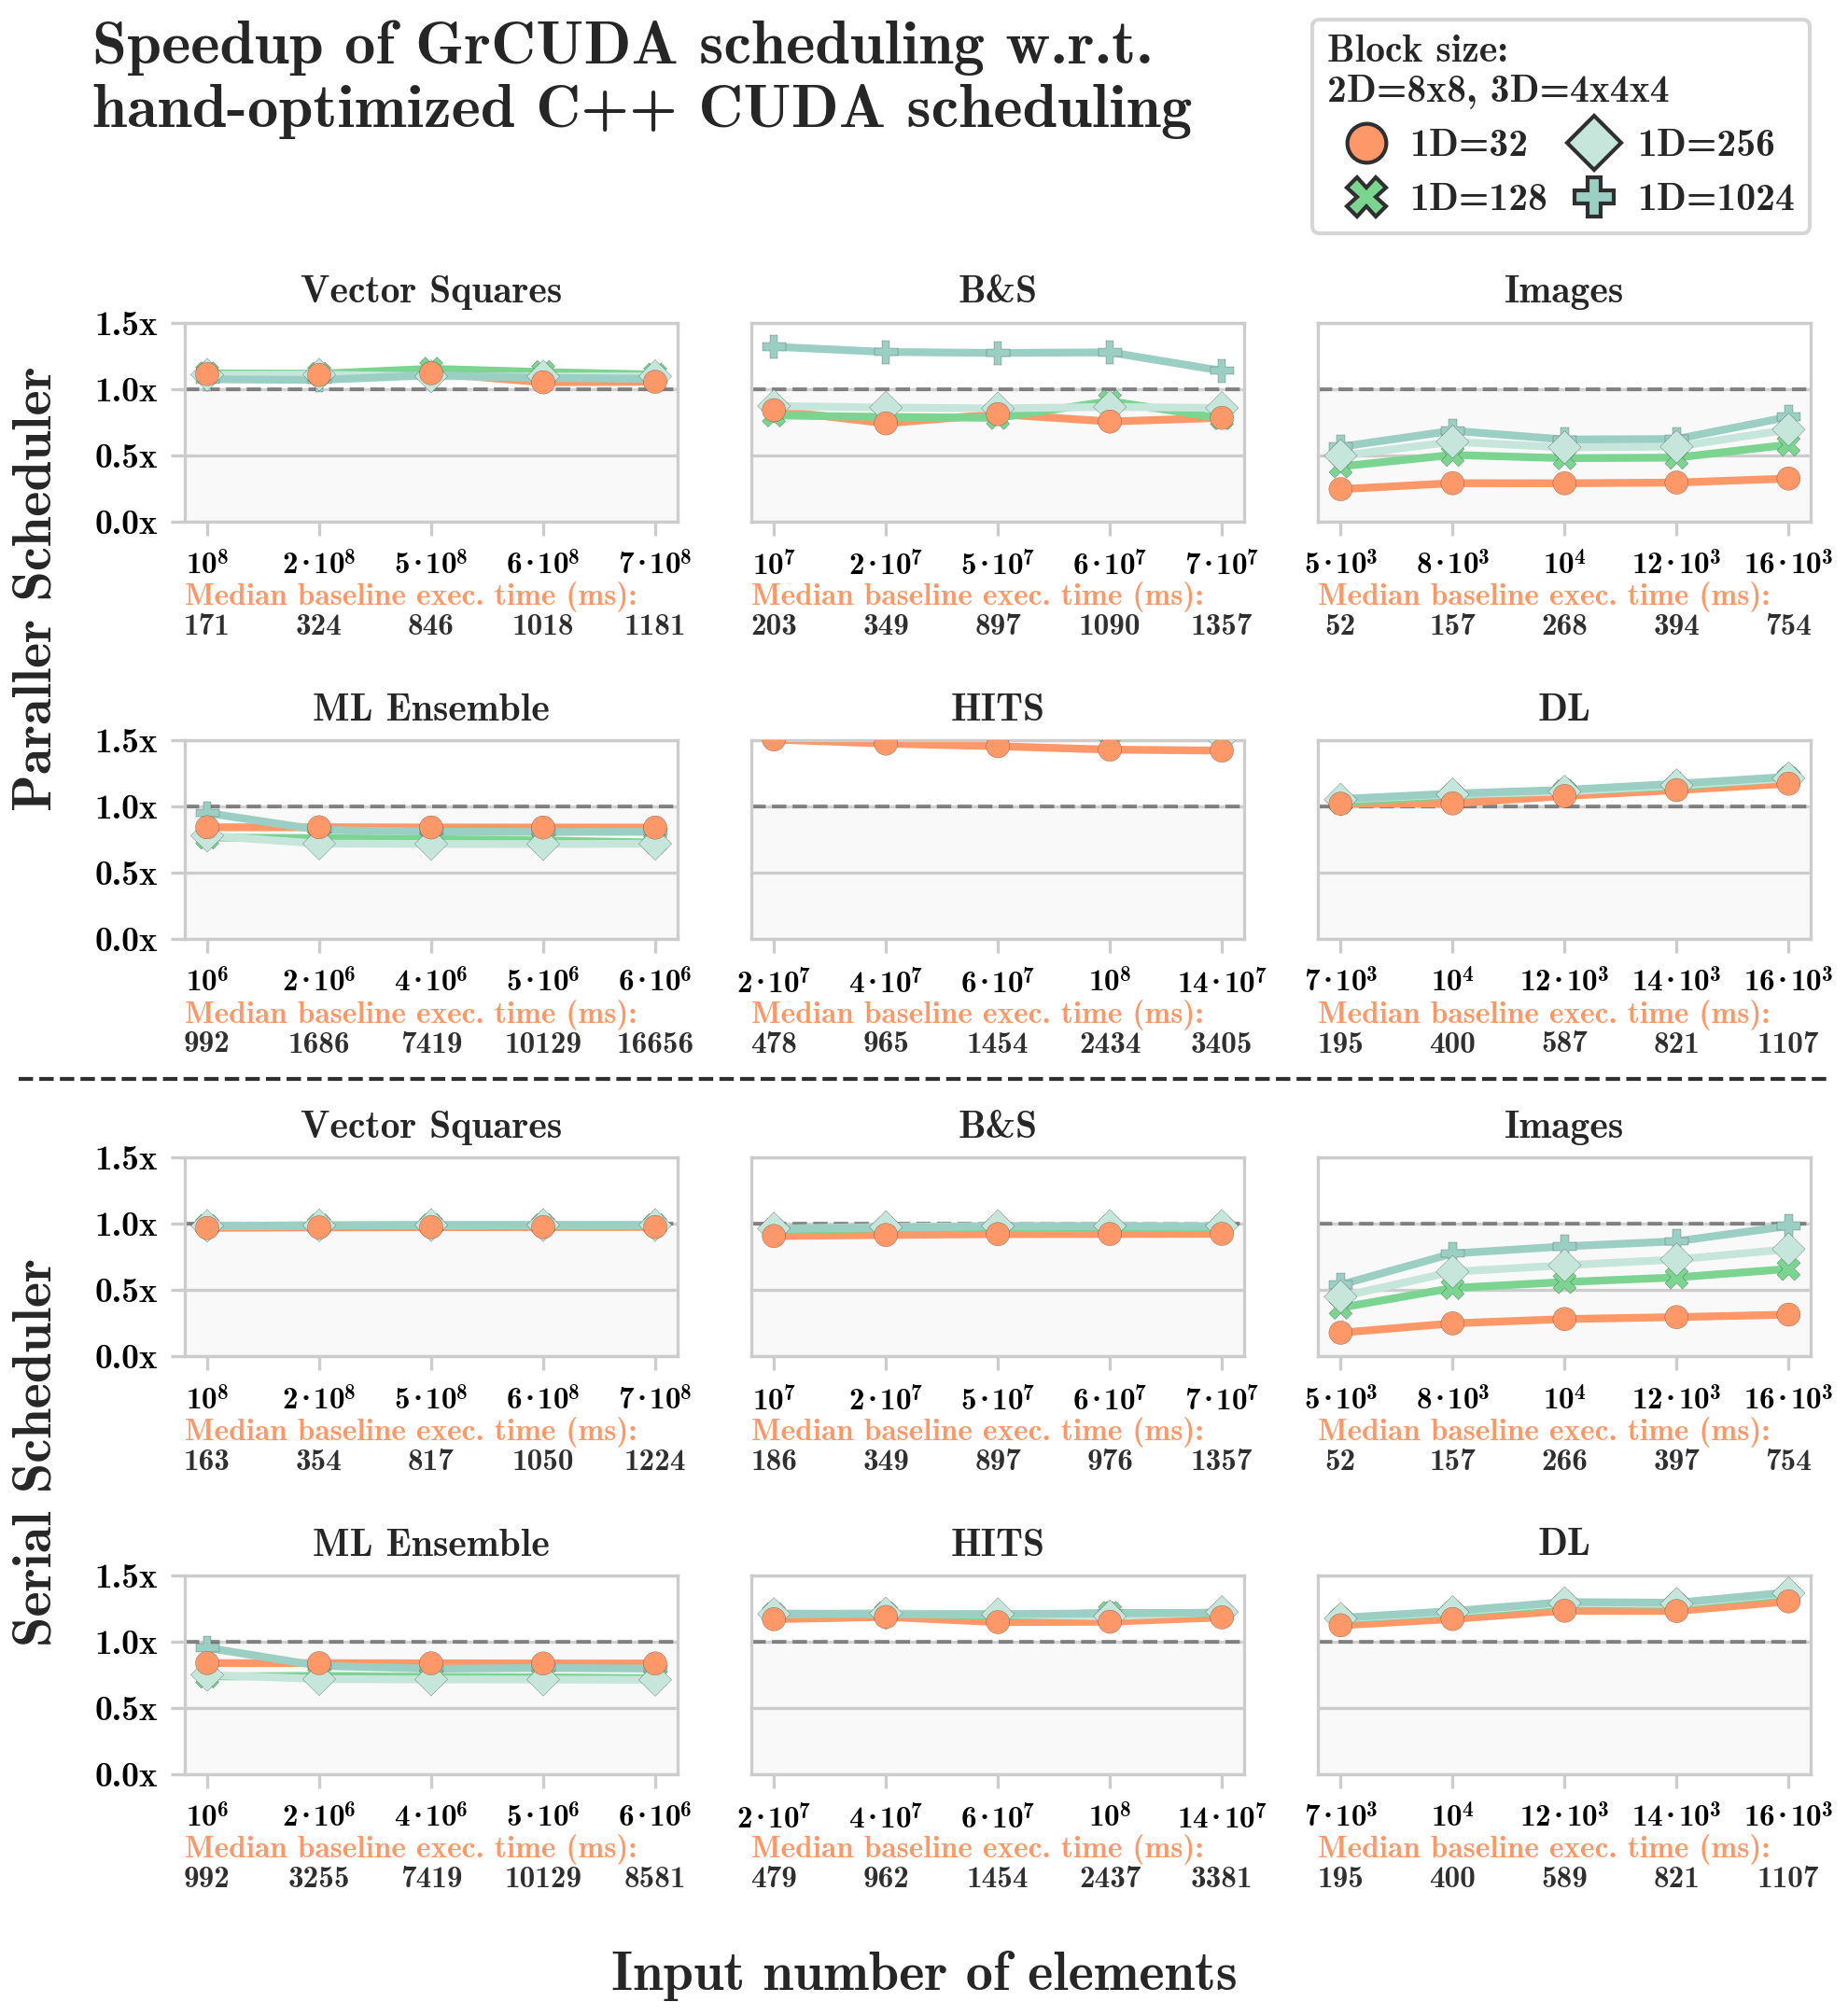 Speedup of GrCUDA scheduling w.r.t.
hand-optimized C++ CUDA scheduling
Block size:
2D=8x8, 3D=4x4x4
1D=32 1D=256
1D=128 1D=1024
Paraller Scheduler
Vector Squares B&S Images
1.5x
1.0x
0.5x
0.0x
10⁸ 2·10⁸ 5·10⁸ 6·10⁸ 7·10⁸ 10⁷ 2·10⁷ 5·10⁷ 6·10⁷ 7·10⁷ 5·10³ 8·10³ 10⁴ 12·10³ 16·10³
Median baseline exec. time (ms): Median baseline exec. time (ms): Median baseline exec. time (ms):
171 324 846 1018 1181 203 349 897 1090 1357 52 157 268 394 754
ML Ensemble HITS DL
1.5x
1.0x
0.5x
0.0x
10⁶ 2·10⁶ 4·10⁶ 5·10⁶ 6·10⁶ 2·10⁷ 4·10⁷ 6·10⁷ 10⁸ 14·10⁷ 7·10³ 10⁴ 12·10³ 14·10³ 16·10³
Median baseline exec. time (ms): Median baseline exec. time (ms): Median baseline exec. time (ms):
992 1686 7419 10129 16656 478 965 1454 2434 3405 195 400 587 821 1107
Serial Scheduler
Vector Squares B&S Images
1.5x
1.0x
0.5x
0.0x
10⁸ 2·10⁸ 5·10⁸ 6·10⁸ 7·10⁸ 10⁷ 2·10⁷ 5·10⁷ 6·10⁷ 7·10⁷ 5·10³ 8·10³ 10⁴ 12·10³ 16·10³
Median baseline exec. time (ms): Median baseline exec. time (ms): Median baseline exec. time (ms):
163 354 817 1050 1224 186 349 897 976 1357 52 157 266 397 754
ML Ensemble HITS DL
1.5x
1.0x
0.5x
0.0x
10⁶ 2·10⁶ 4·10⁶ 5·10⁶ 6·10⁶ 2·10⁷ 4·10⁷ 6·10⁷ 10⁸ 14·10⁷ 7·10³ 10⁴ 12·10³ 14·10³ 16·10³
Median baseline exec. time (ms): Median baseline exec. time (ms): Median baseline exec. time (ms):
992 3255 7419 10129 8581 479 962 1454 2437 3381 195 400 589 821 1107
Input number of elements